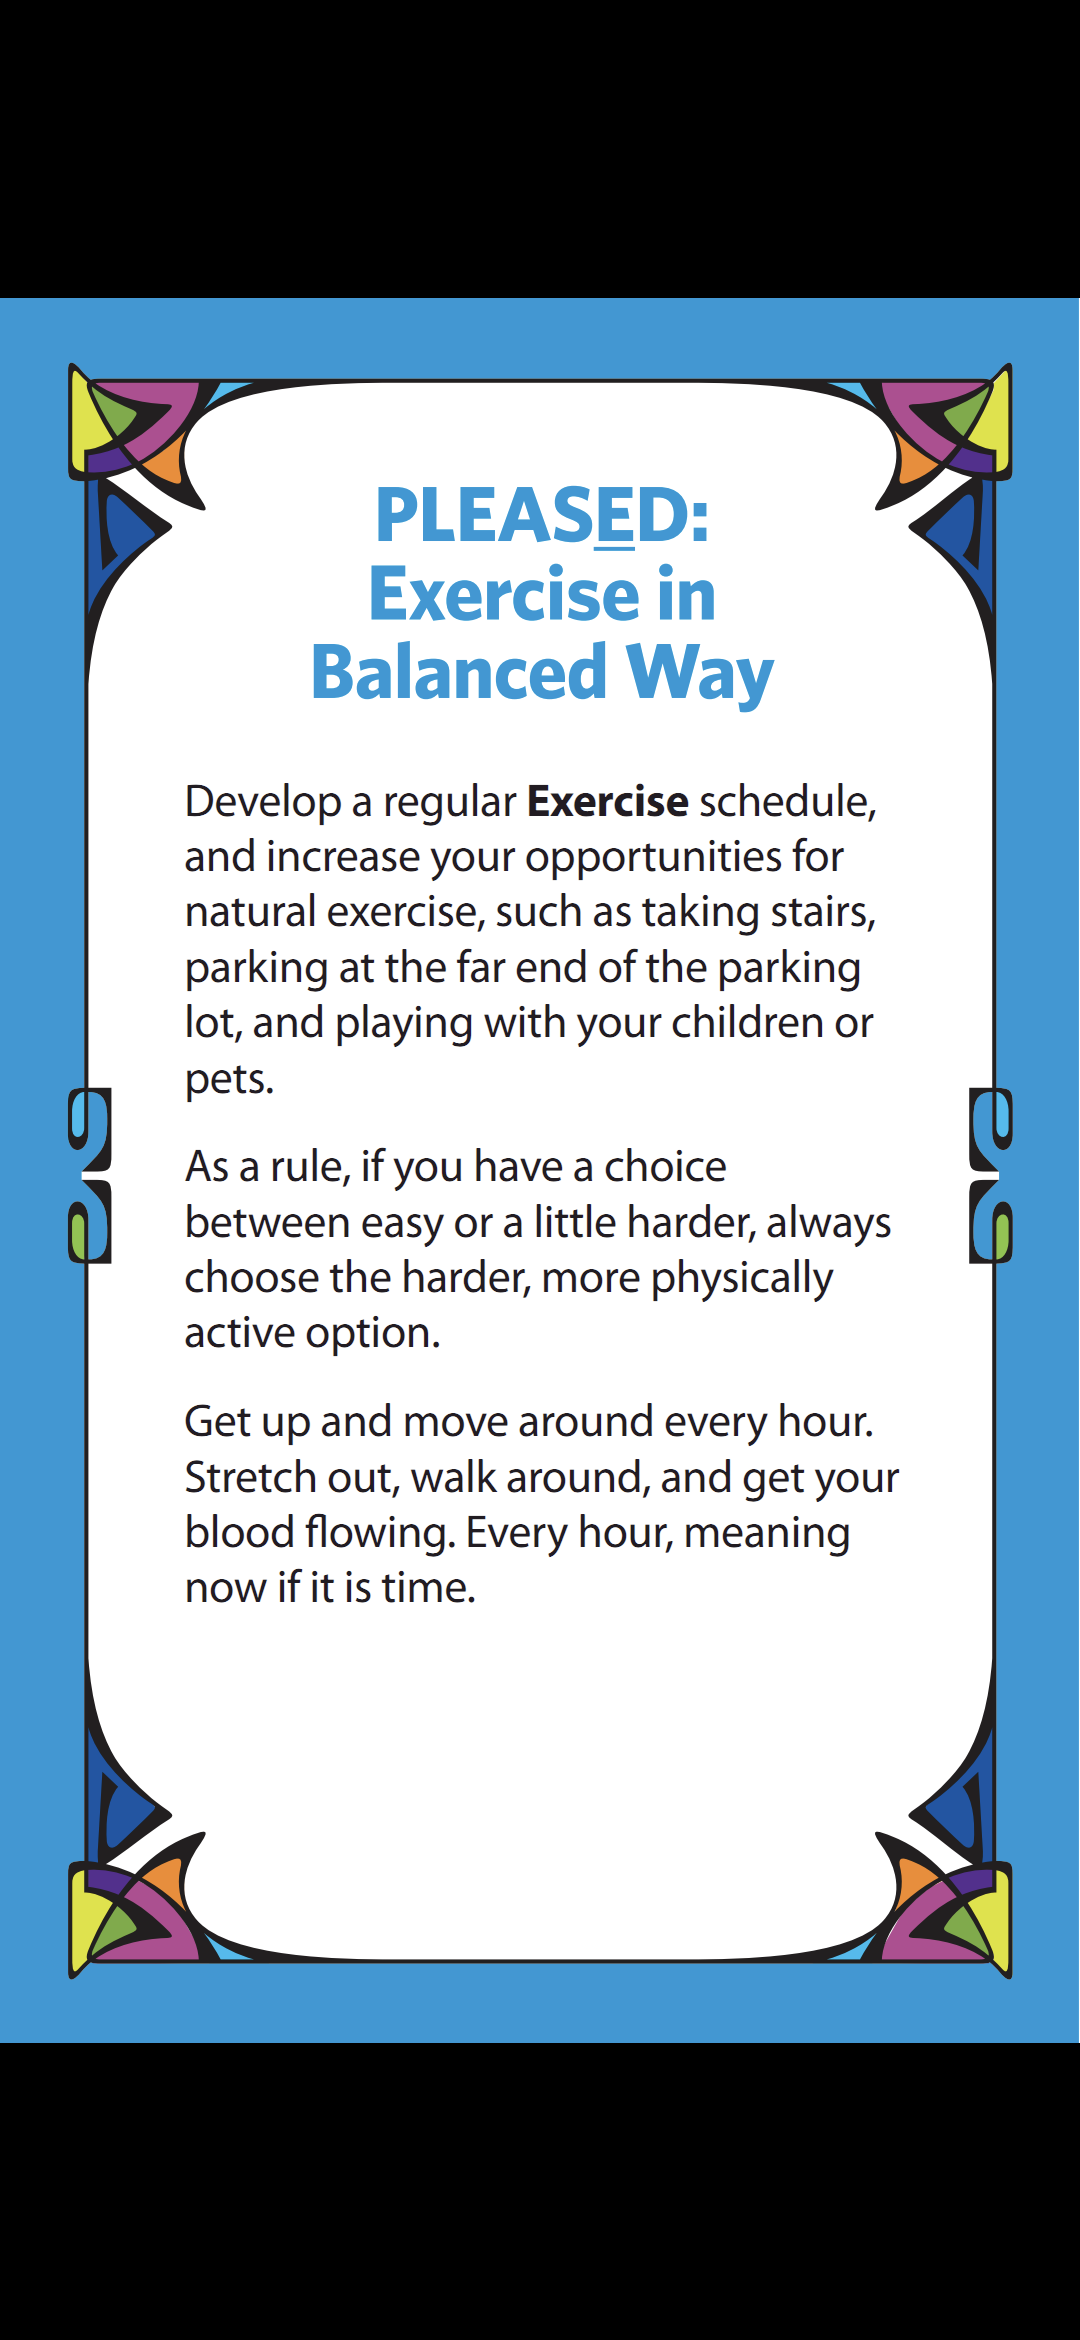 PLEASED:
Exercise in
Balanced Way
Develop a regular Exercise schedule,
and increase your opportunities for
natural exercise, such as taking stairs,
parking at the far end of the parking
lot, and playing with your children or
pets.
As a rule, if you have a choice
between easy or a little harder, always
choose the harder, more physically
active option.
Get up and move around every hour.
Stretch out, walk around, and get your
blood flowing. Every hour, meaning
now if it is time.